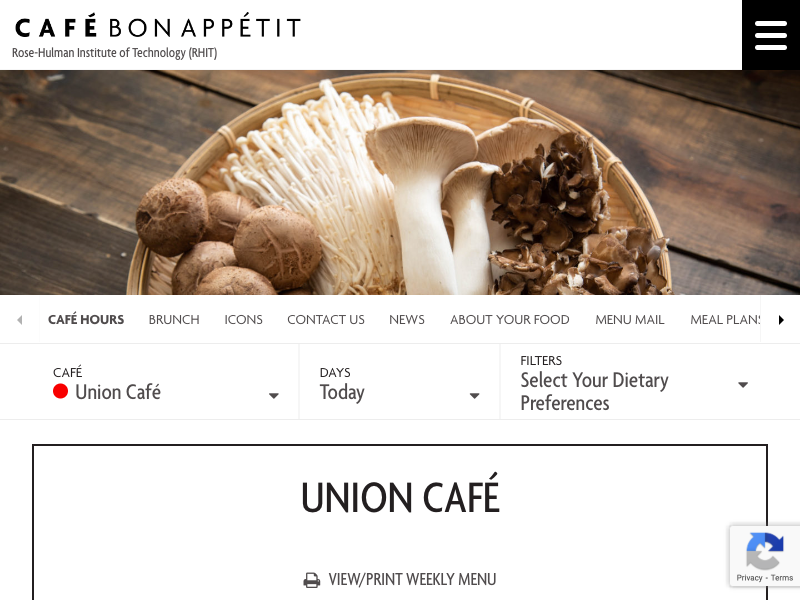 CAFÉ BON APPÉTIT
Rose-Hulman Institute of Technology (RHIT)
CAFÉ HOURS BRUNCH ICONS CONTACT US NEWS ABOUT YOUR FOOD MENU MAIL MEAL PLANS
CAFÉ
Union Café
DAYS
Today
FILTERS
Select Your Dietary
Preferences
UNION CAFÉ
VIEW/PRINT WEEKLY MENU
Privacy - Terms